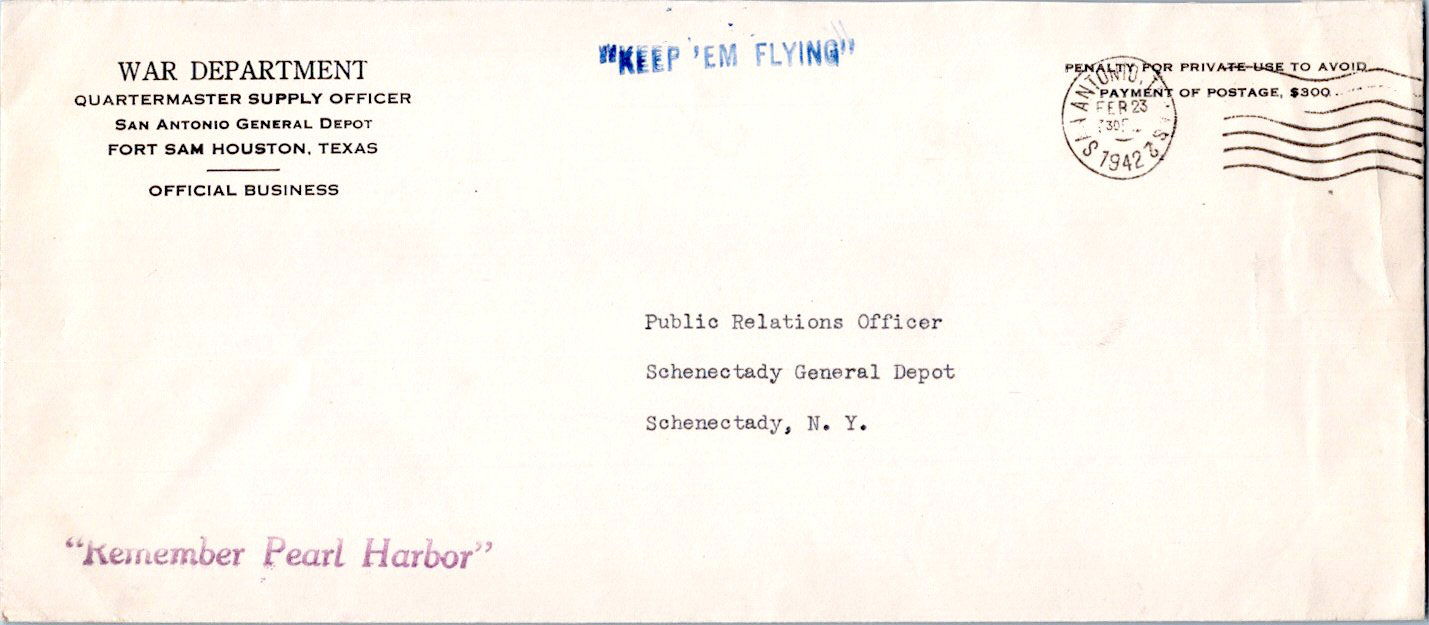 WAR DEPARTMENT
QUARTERMASTER SUPPLY OFFICER
SAN ANTONIO GENERAL DEPOT
FORT SAM HOUSTON, TEXAS
OFFICIAL BUSINESS
"KEEP 'EM FLYING"
PENALTY FOR PRIVATE USE TO AVOID
PAYMENT OF POSTAGE, $300
ANTONIO, T
FEB 23
1942
Public Relations Officer
Schenectady General Depot
Schenectady, N. Y.
"Remember Pearl Harbor"